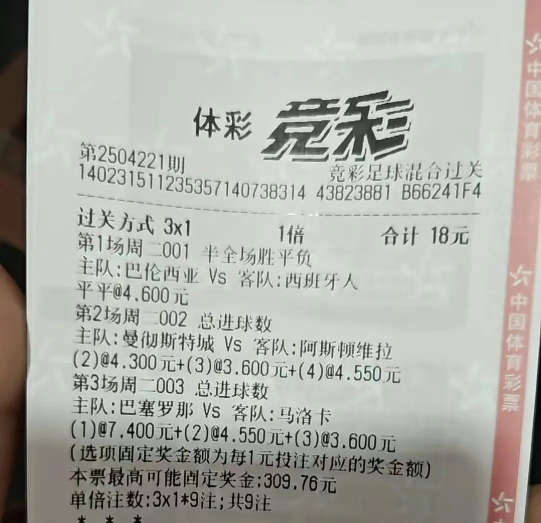 体彩 竞彩
第2504221期 竞彩足球混合过关
140231511235357140738314 43823881 B66241F4
过关方式 3x1 1倍 合计 18元
第1场周二001 半全场胜平负
主队:巴伦西亚 Vs 客队:西班牙人
平平@4.600元
第2场周二002 总进球数
主队:曼彻斯特城 Vs 客队:阿斯顿维拉
(2)@4.300元+(3)@3.600元+(4)@4.550元
第3场周二003 总进球数
主队:巴塞罗那 Vs 客队:马洛卡
(1)@7.400元+(2)@4.550元+(3)@3.600元
(选项固定奖金额为每1元投注对应的奖金额)
本票最高可能固定奖金:309.76元
单倍注数:3x1*9注;共9注
中国体育彩票
中国体育彩票